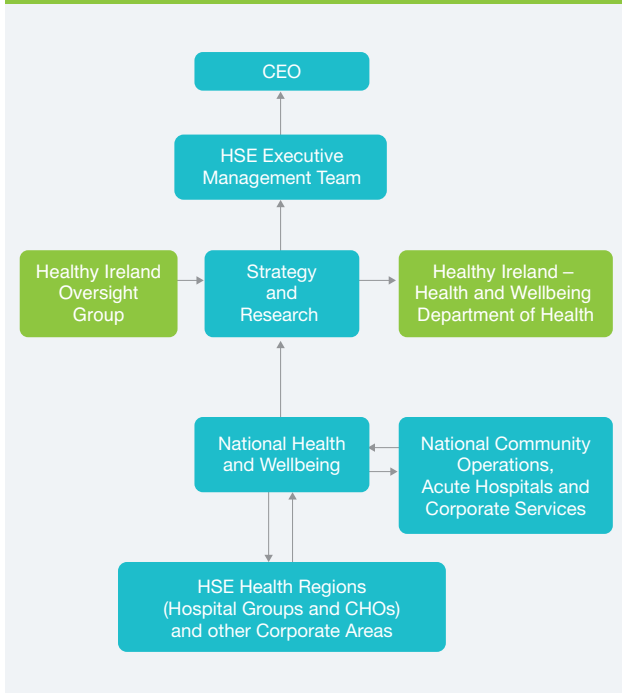 CEO
HSE Executive
Management Team
Healthy Ireland
Oversight
Group
Strategy
and
Research
Healthy Ireland –
Health and Wellbeing
Department of Health
National Health
and Wellbeing
National Community
Operations,
Acute Hospitals and
Corporate Services
HSE Health Regions
(Hospital Groups and CHOs)
and other Corporate Areas